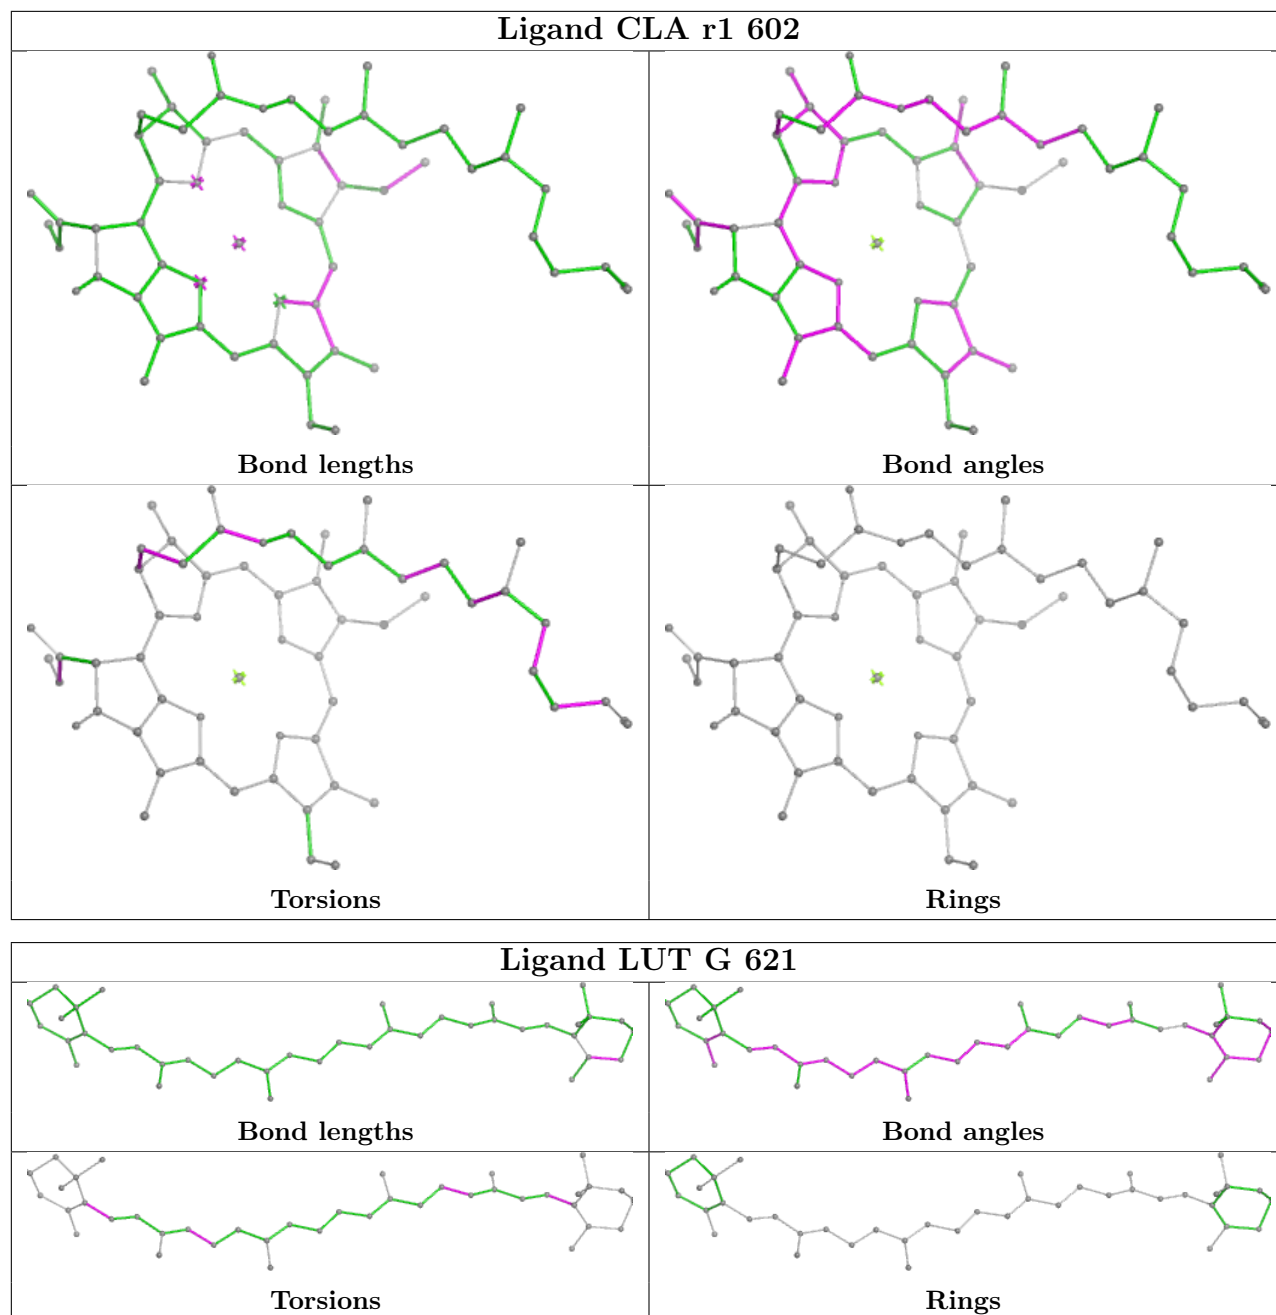 Ligand CLA r1 602
Bond lengths
Bond angles
Torsions
Rings
Ligand LUT G 621
Bond lengths
Bond angles
Torsions
Rings